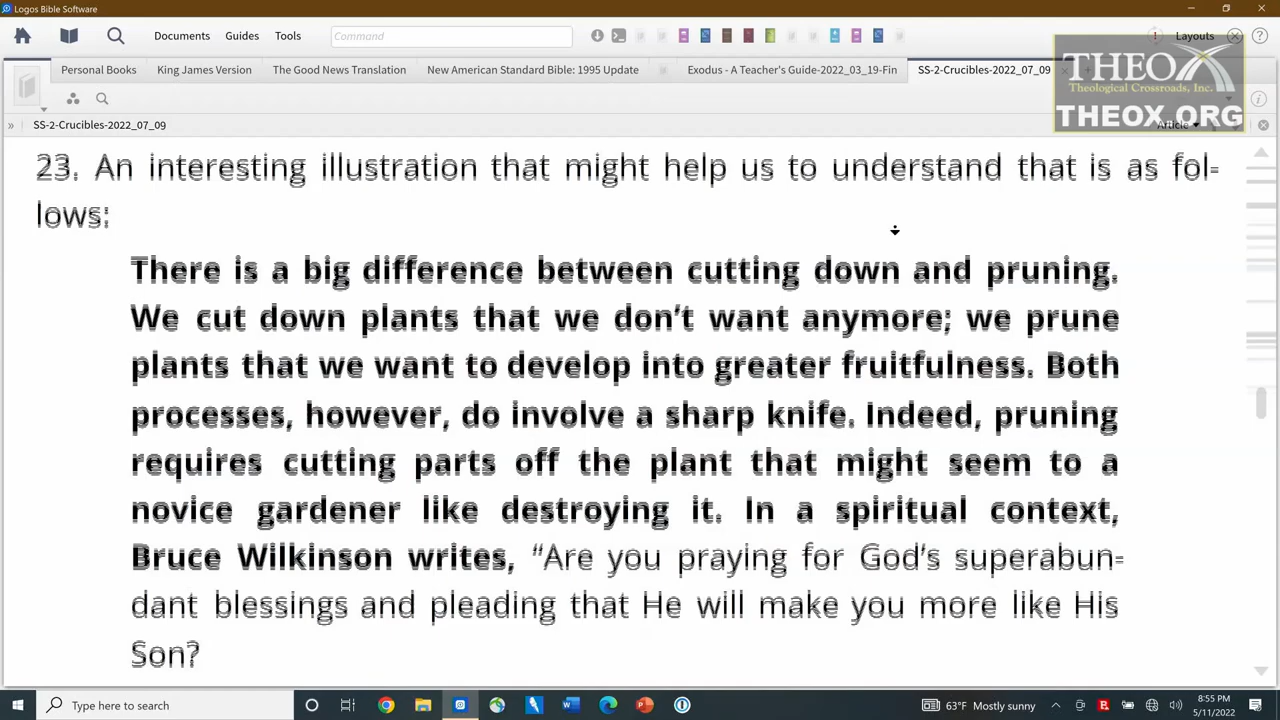 Logos Bible Software
Documents Guides Tools Command Layouts
Personal Books King James Version The Good News Translation New American Standard Bible: 1995 Update Exodus - A Teacher's Guide-2022_03_19-Fin SS-2-Crucibles-2022_07_09
THEOX
Theological Crossroads, Inc.
THEOX.ORG
SS-2-Crucibles-2022_07_09 Article
23. An interesting illustration that might help us to understand that is as fol-
lows:
There is a big difference between cutting down and pruning.
We cut down plants that we don’t want anymore; we prune
plants that we want to develop into greater fruitfulness. Both
processes, however, do involve a sharp knife. Indeed, pruning
requires cutting parts off the plant that might seem to a
novice gardener like destroying it. In a spiritual context,
Bruce Wilkinson writes, “Are you praying for God’s superabun-
dant blessings and pleading that He will make you more like His
Son?
Type here to search
63°F Mostly sunny
8:55 PM
5/11/2022